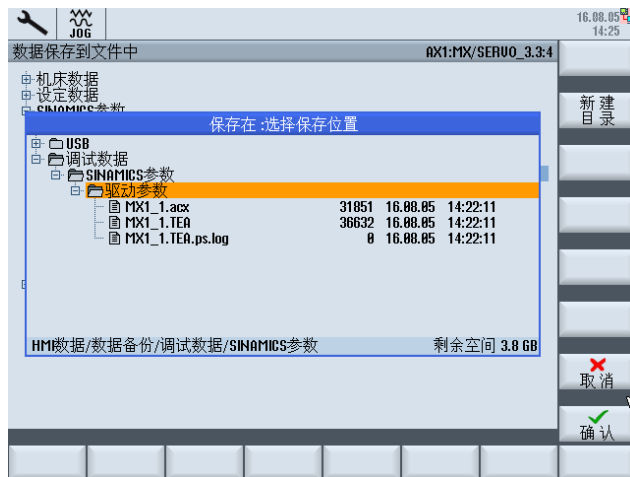 JOG
16.08.05
14:25
数据保存到文件中 AX1:MX/SERVO_3.3:4
机床数据
设定数据
SINAMICS参数
新建
目录
保存在 :选择保存位置
USB
调试数据
SINAMICS参数
驱动参数
MX1_1.acx 31851 16.08.05 14:22:11
MX1_1.TEA 36632 16.08.05 14:22:11
MX1_1.TEA.ps.log 0 16.08.05 14:22:11
HMI数据/数据备份/调试数据/SINAMICS参数 剩余空间 3.8 GB
取消
确认